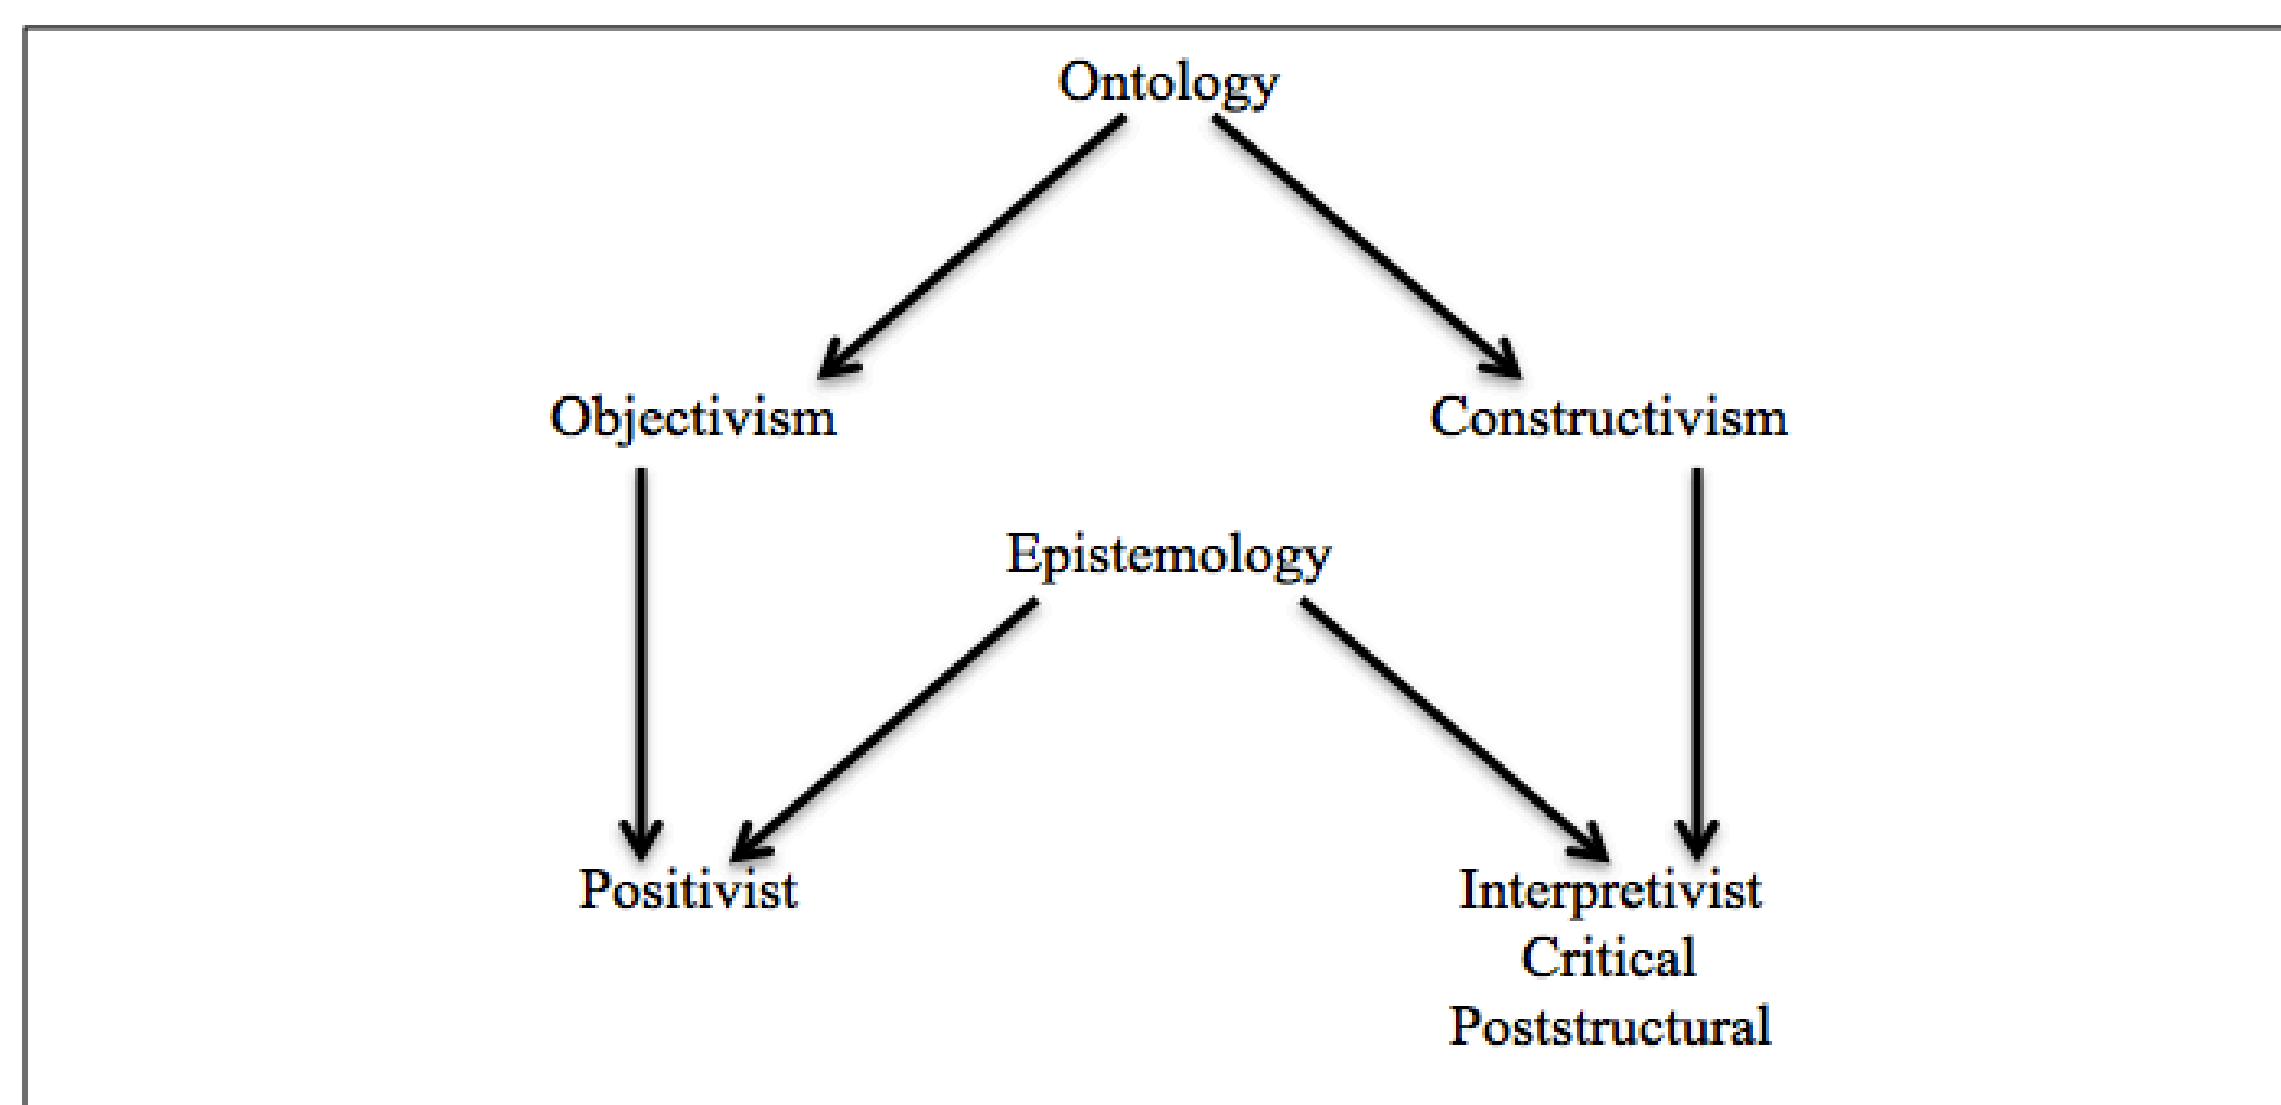 Ontology
Objectivism
Constructivism
Epistemology
Positivist
Interpretivist
Critical
Poststructural